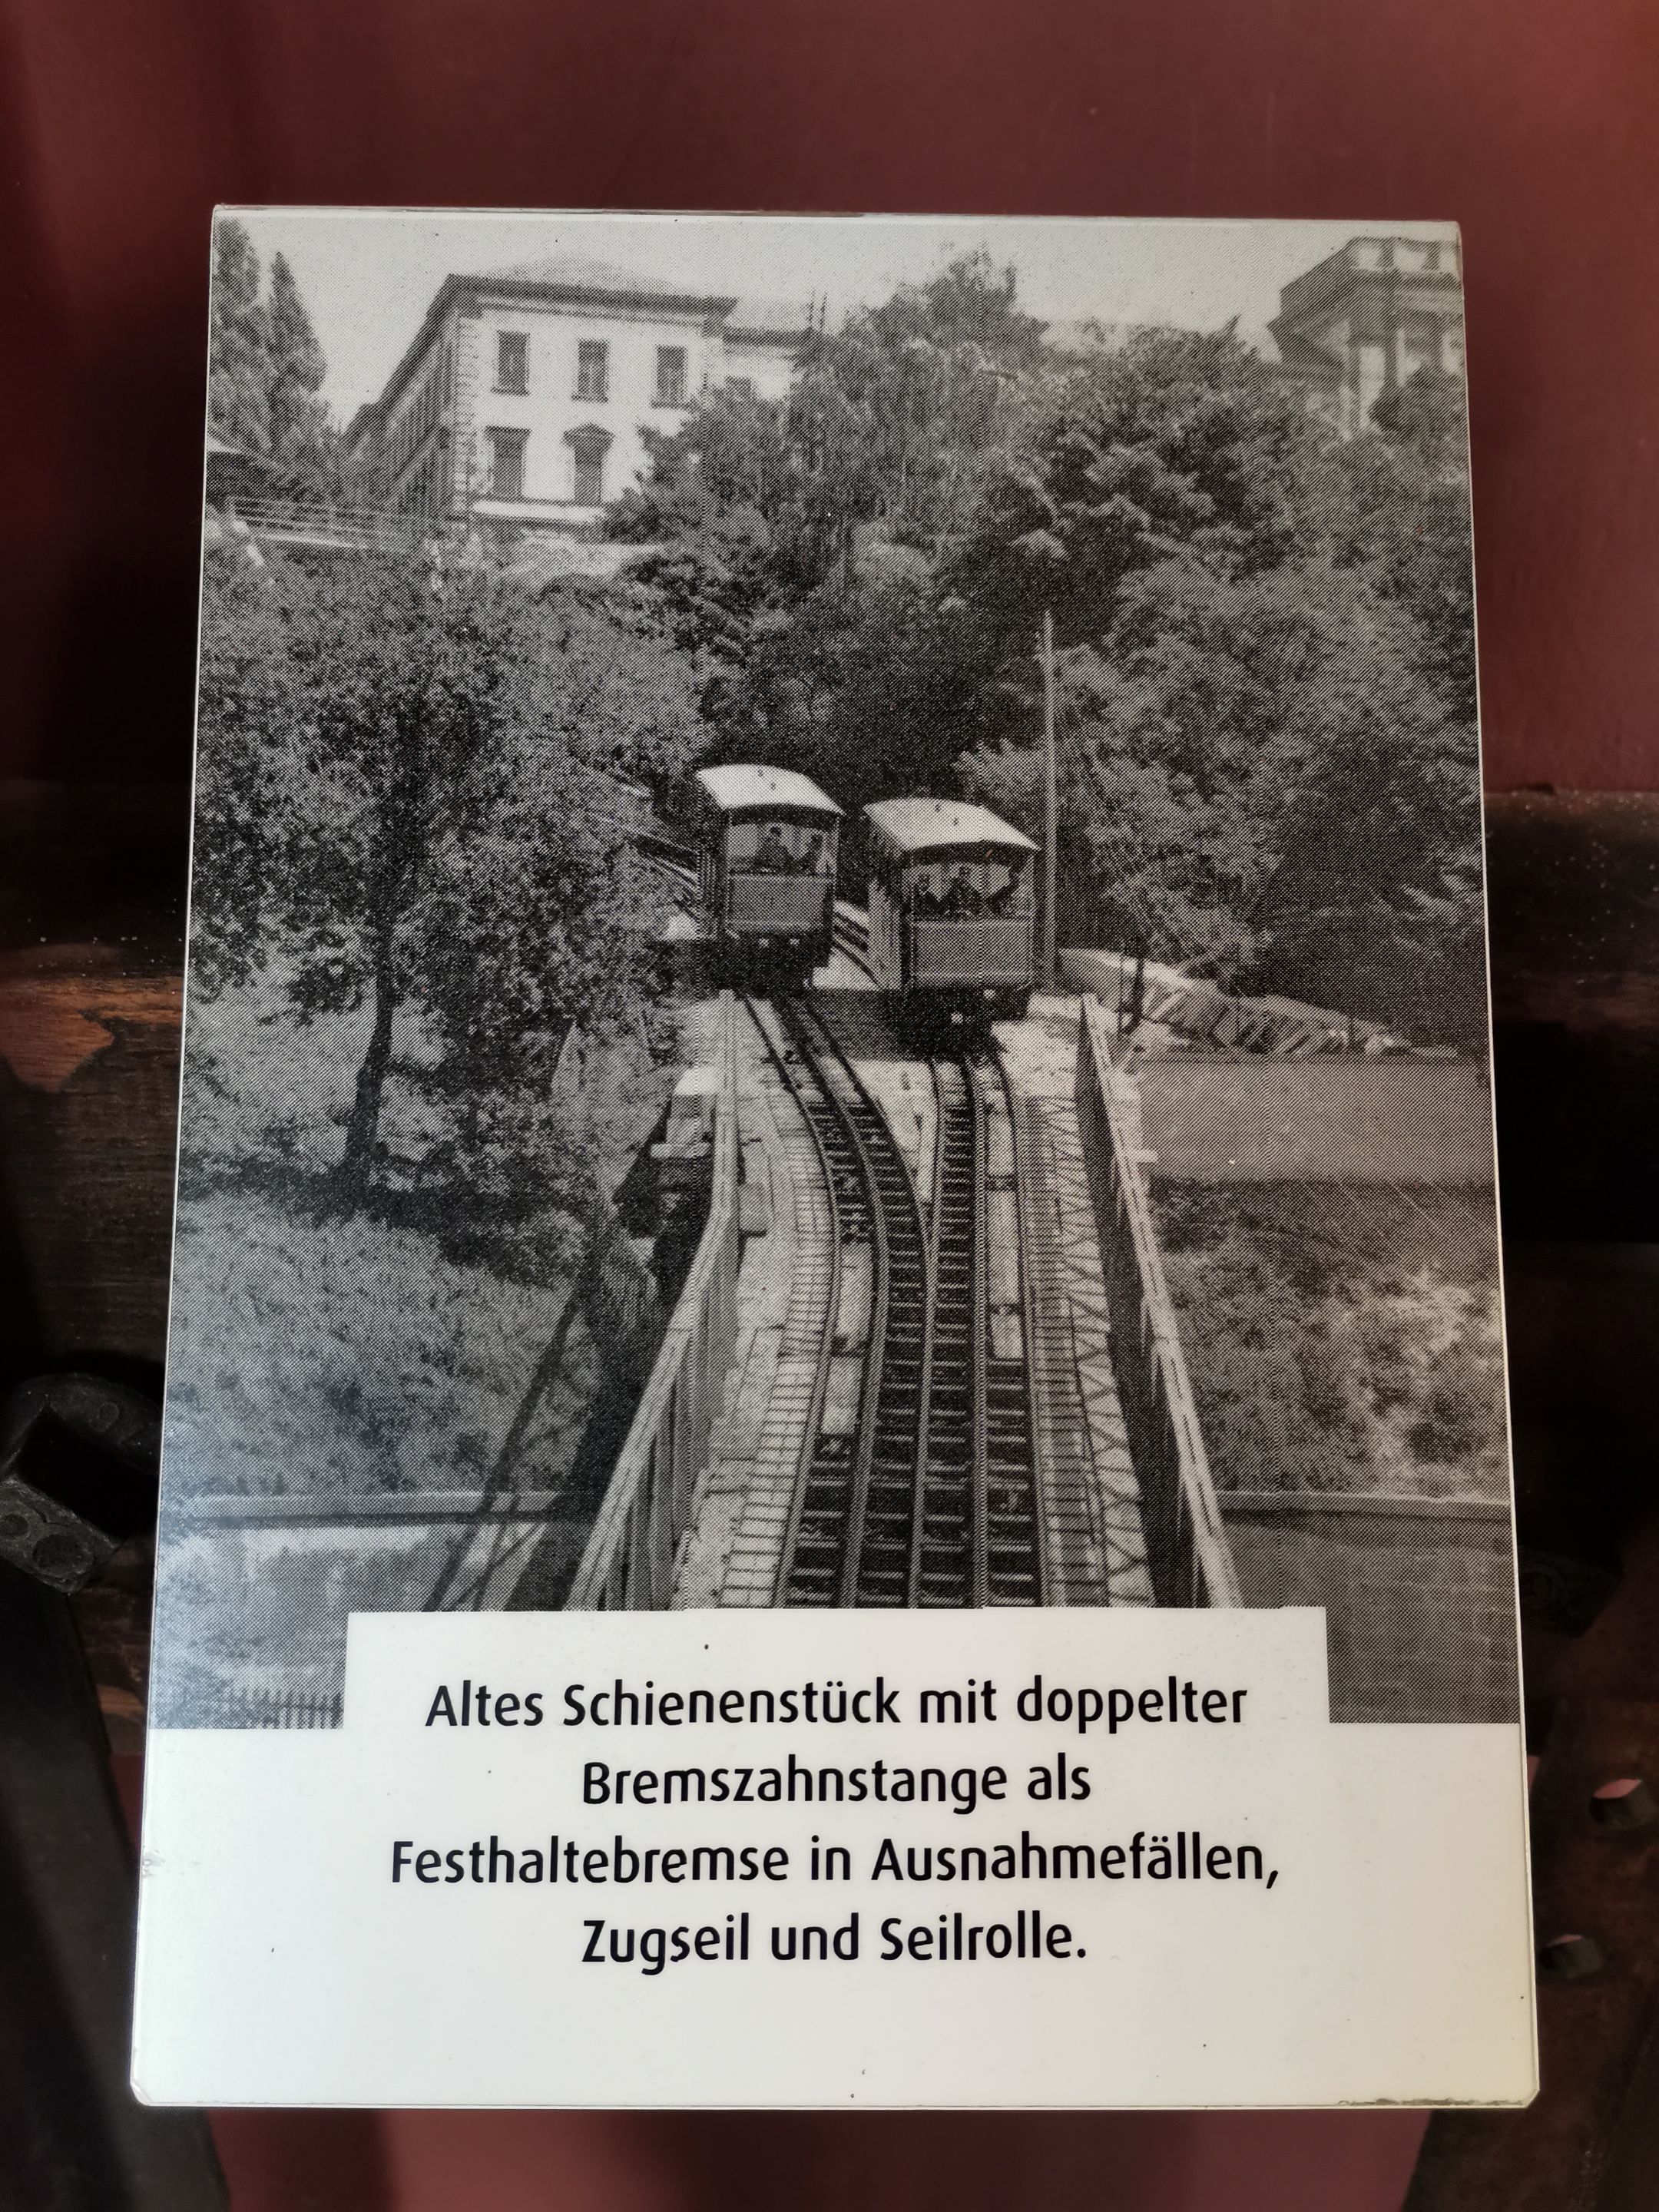 Altes Schienenstück mit doppelter
Bremszahnstange als
Festhaltebremse in Ausnahmefällen,
Zugseil und Seilrolle.